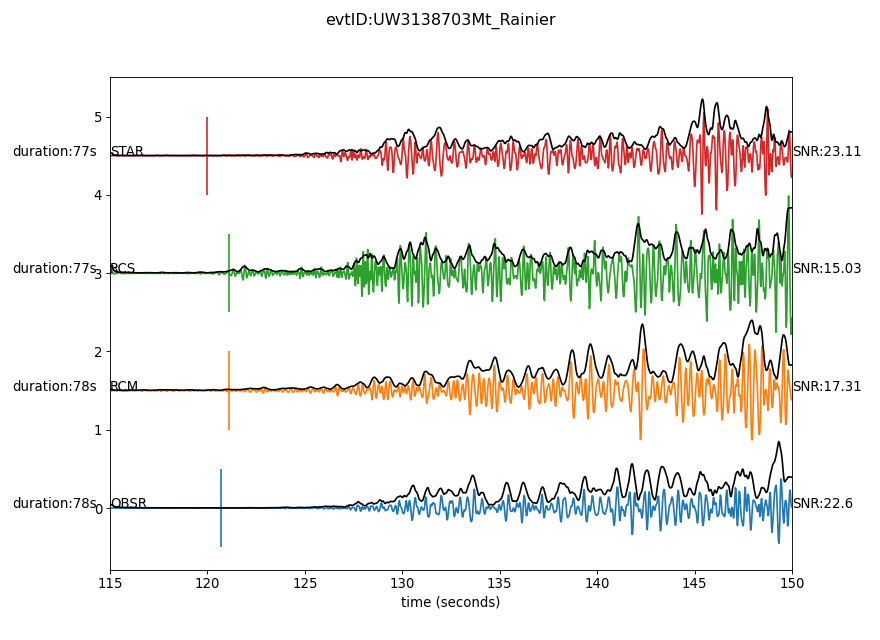 evtID:UW3138703Mt_Rainier
5
duration:77s STAR SNR:23.11
4
duration:77s RCS SNR:15.03
3
2
duration:78s RCM SNR:17.31
1
duration:78s OBSR SNR:22.6
0
115 120 125 130 135 140 145 150
time (seconds)